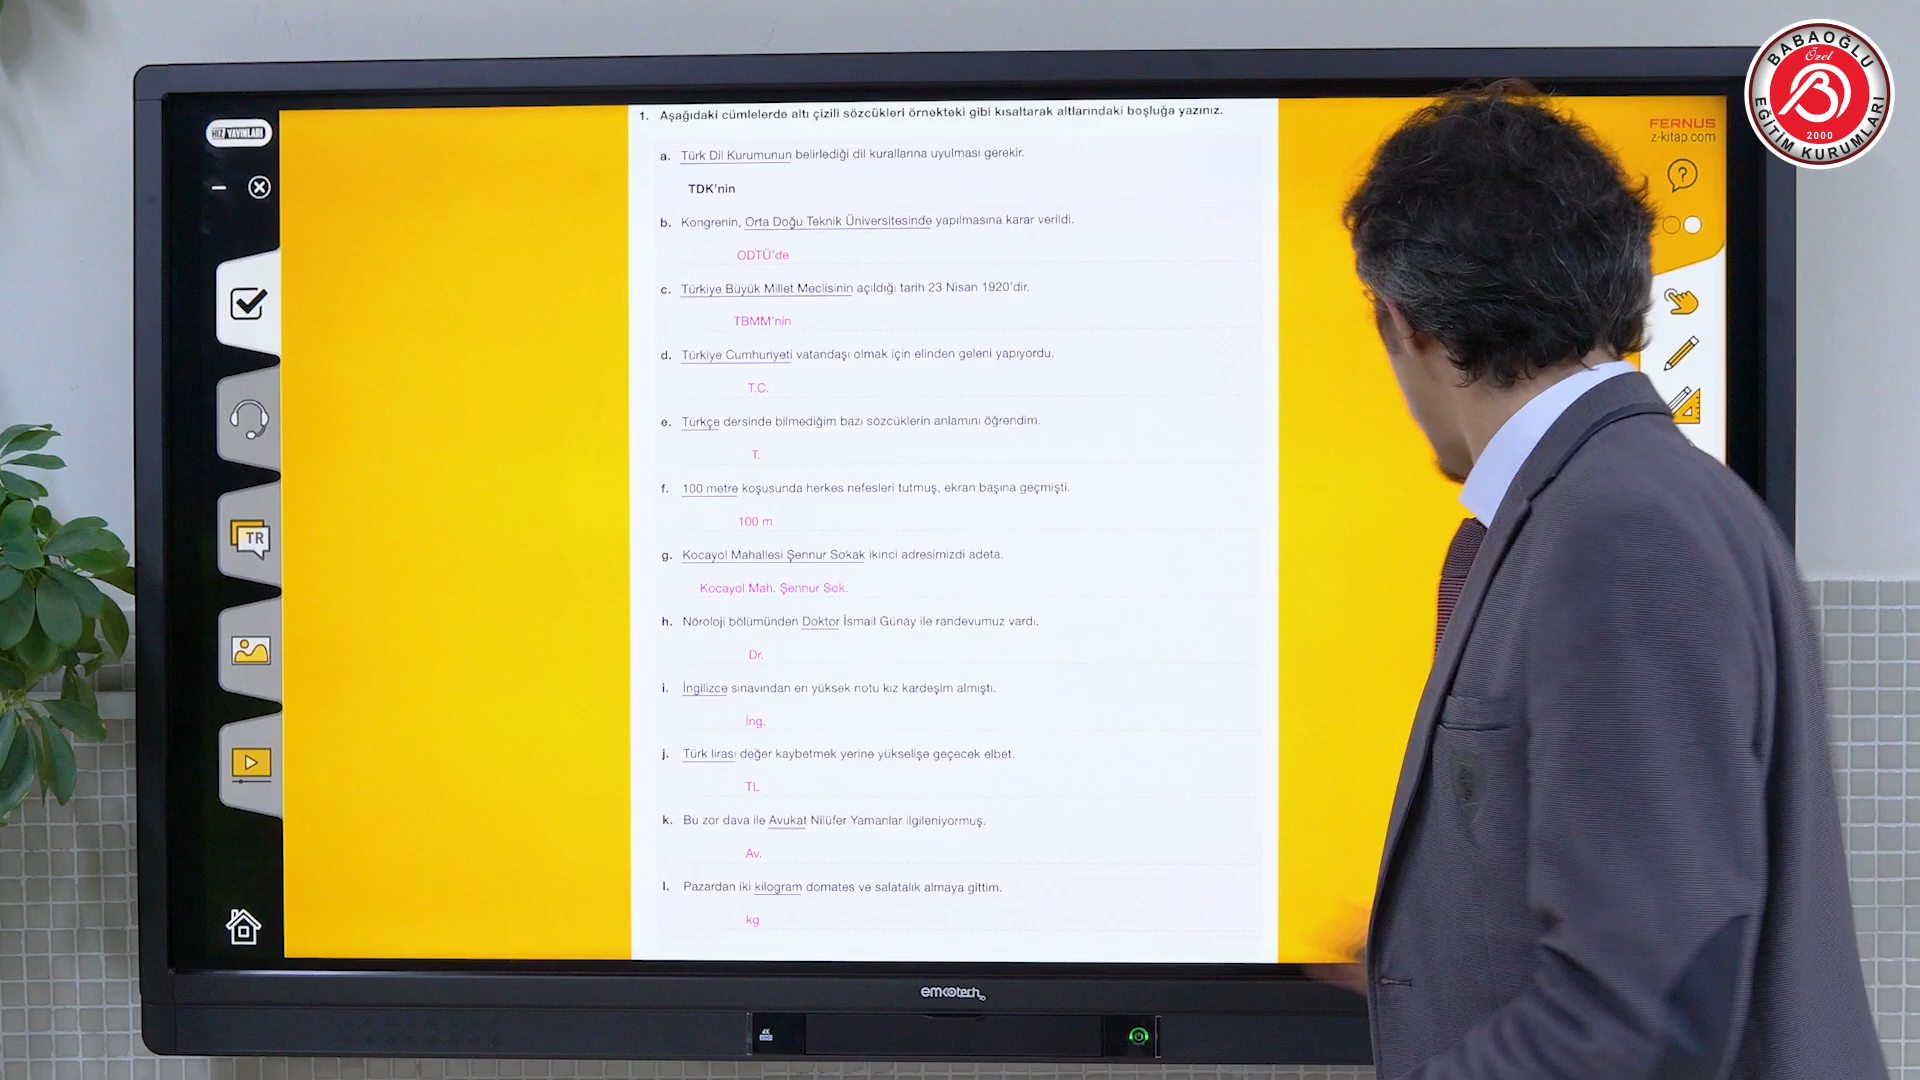 BABAOĞLU
Özel
B
2000
EĞİTİM KURUMLARI
HIZ YAYINLARI
FERNUS
z-kitap.com
?
TR
1. Aşağıdaki cümlelerde altı çizili sözcükleri örnekteki gibi kısaltarak altlarındaki boşluğa yazınız.
a. Türk Dil Kurumunun belirlediği dil kurallarına uyulması gerekir.
TDK'nin
b. Kongrenin, Orta Doğu Teknik Üniversitesinde yapılmasına karar verildi.
ODTÜ'de
c. Türkiye Büyük Millet Meclisinin açıldığı tarih 23 Nisan 1920'dir.
TBMM'nin
d. Türkiye Cumhuriyeti vatandaşı olmak için elinden geleni yapıyordu.
T.C.
e. Türkçe dersinde bilmediğim bazı sözcüklerin anlamını öğrendim.
T.
f. 100 metre koşusunda herkes nefesleri tutmuş, ekran başına geçmişti.
100 m
g. Kocayol Mahallesi Şennur Sokak ikinci adresimizdi adeta.
Kocayol Mah. Şennur Sok.
h. Nöroloji bölümünden Doktor İsmail Günay ile randevumuz vardı.
Dr.
i. İngilizce sınavından en yüksek notu kız kardeşim almıştı.
İng.
j. Türk lirası değer kaybetmek yerine yükselişe geçecek elbet.
TL
k. Bu zor dava ile Avukat Nilüfer Yamanlar ilgileniyormuş.
Av.
l. Pazardan iki kilogram domates ve salatalık almaya gittim.
kg
emkotech
4K